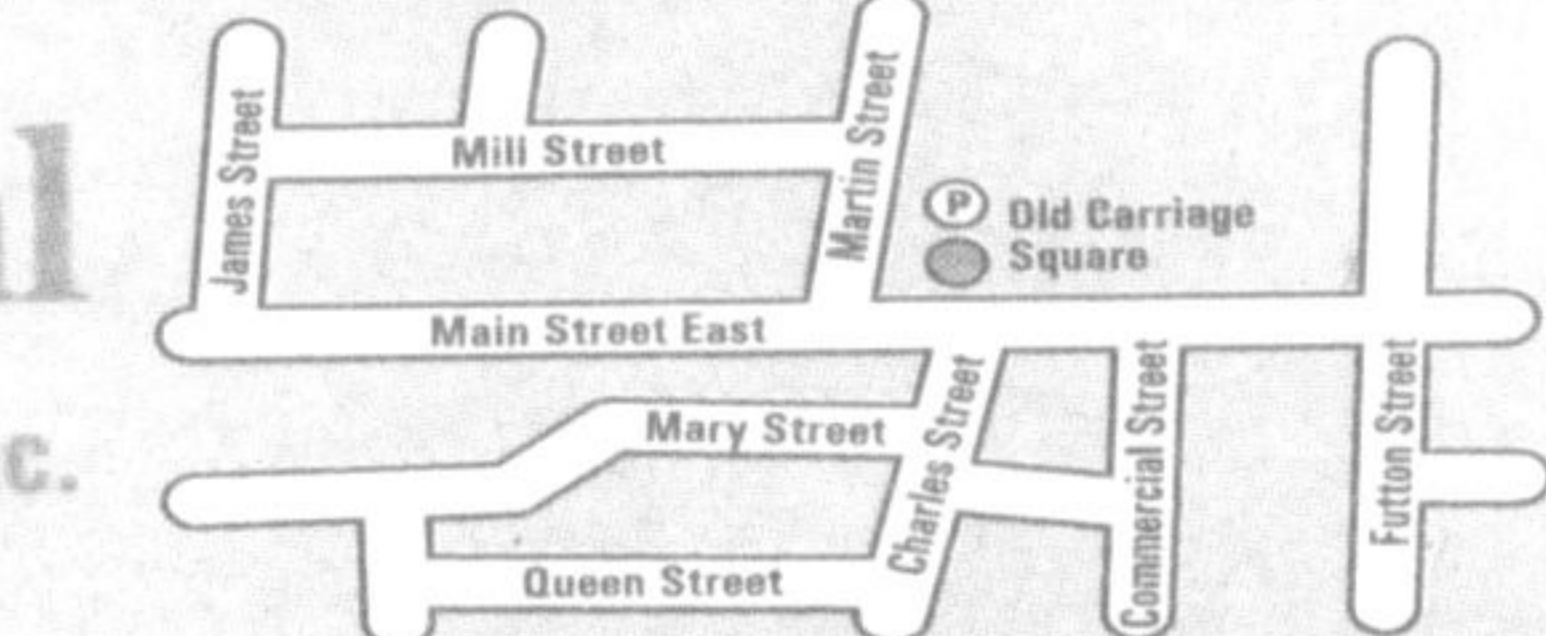 James Street
Mill Street
Martin Street
P
Old Carriage
Square
ll
Main Street East
Mary Street
Charles Street
Commercial Street
Futton Street
c.
Queen Street